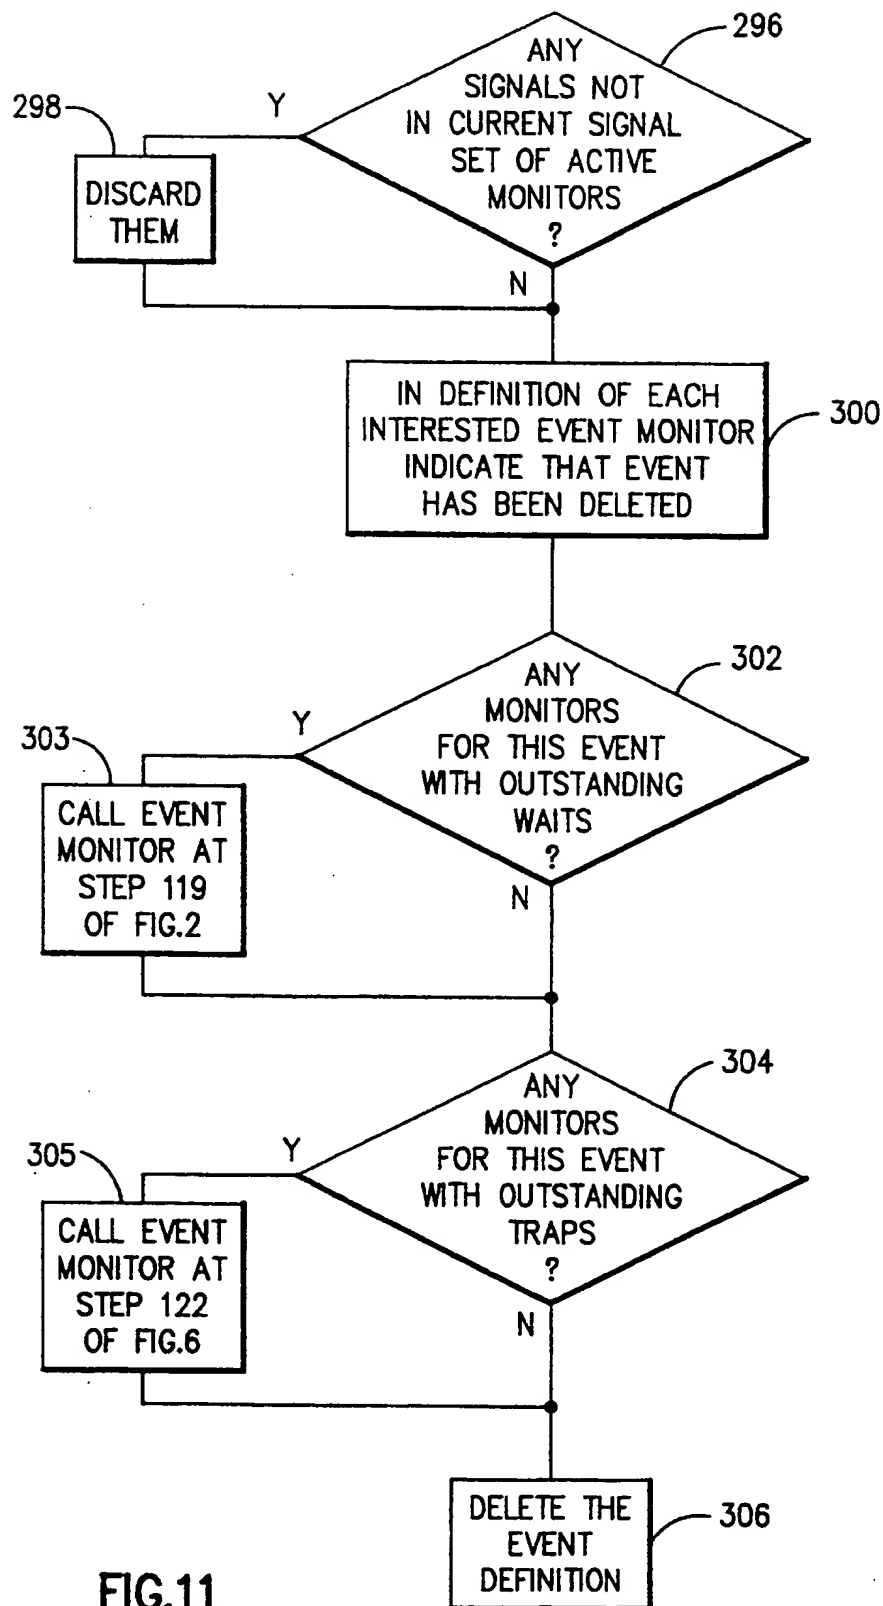 296
ANY
SIGNALS NOT
IN CURRENT SIGNAL
SET OF ACTIVE
MONITORS
?
Y
298
DISCARD
THEM
N
IN DEFINITION OF EACH
INTERESTED EVENT MONITOR
INDICATE THAT EVENT
HAS BEEN DELETED
300
302
ANY
MONITORS
FOR THIS EVENT
WITH OUTSTANDING
WAITS
?
Y
303
CALL EVENT
MONITOR AT
STEP 119
OF FIG.2
N
304
ANY
MONITORS
FOR THIS EVENT
WITH OUTSTANDING
TRAPS
?
Y
305
CALL EVENT
MONITOR AT
STEP 122
OF FIG.6
N
DELETE THE
EVENT
DEFINITION
306
FIG.11